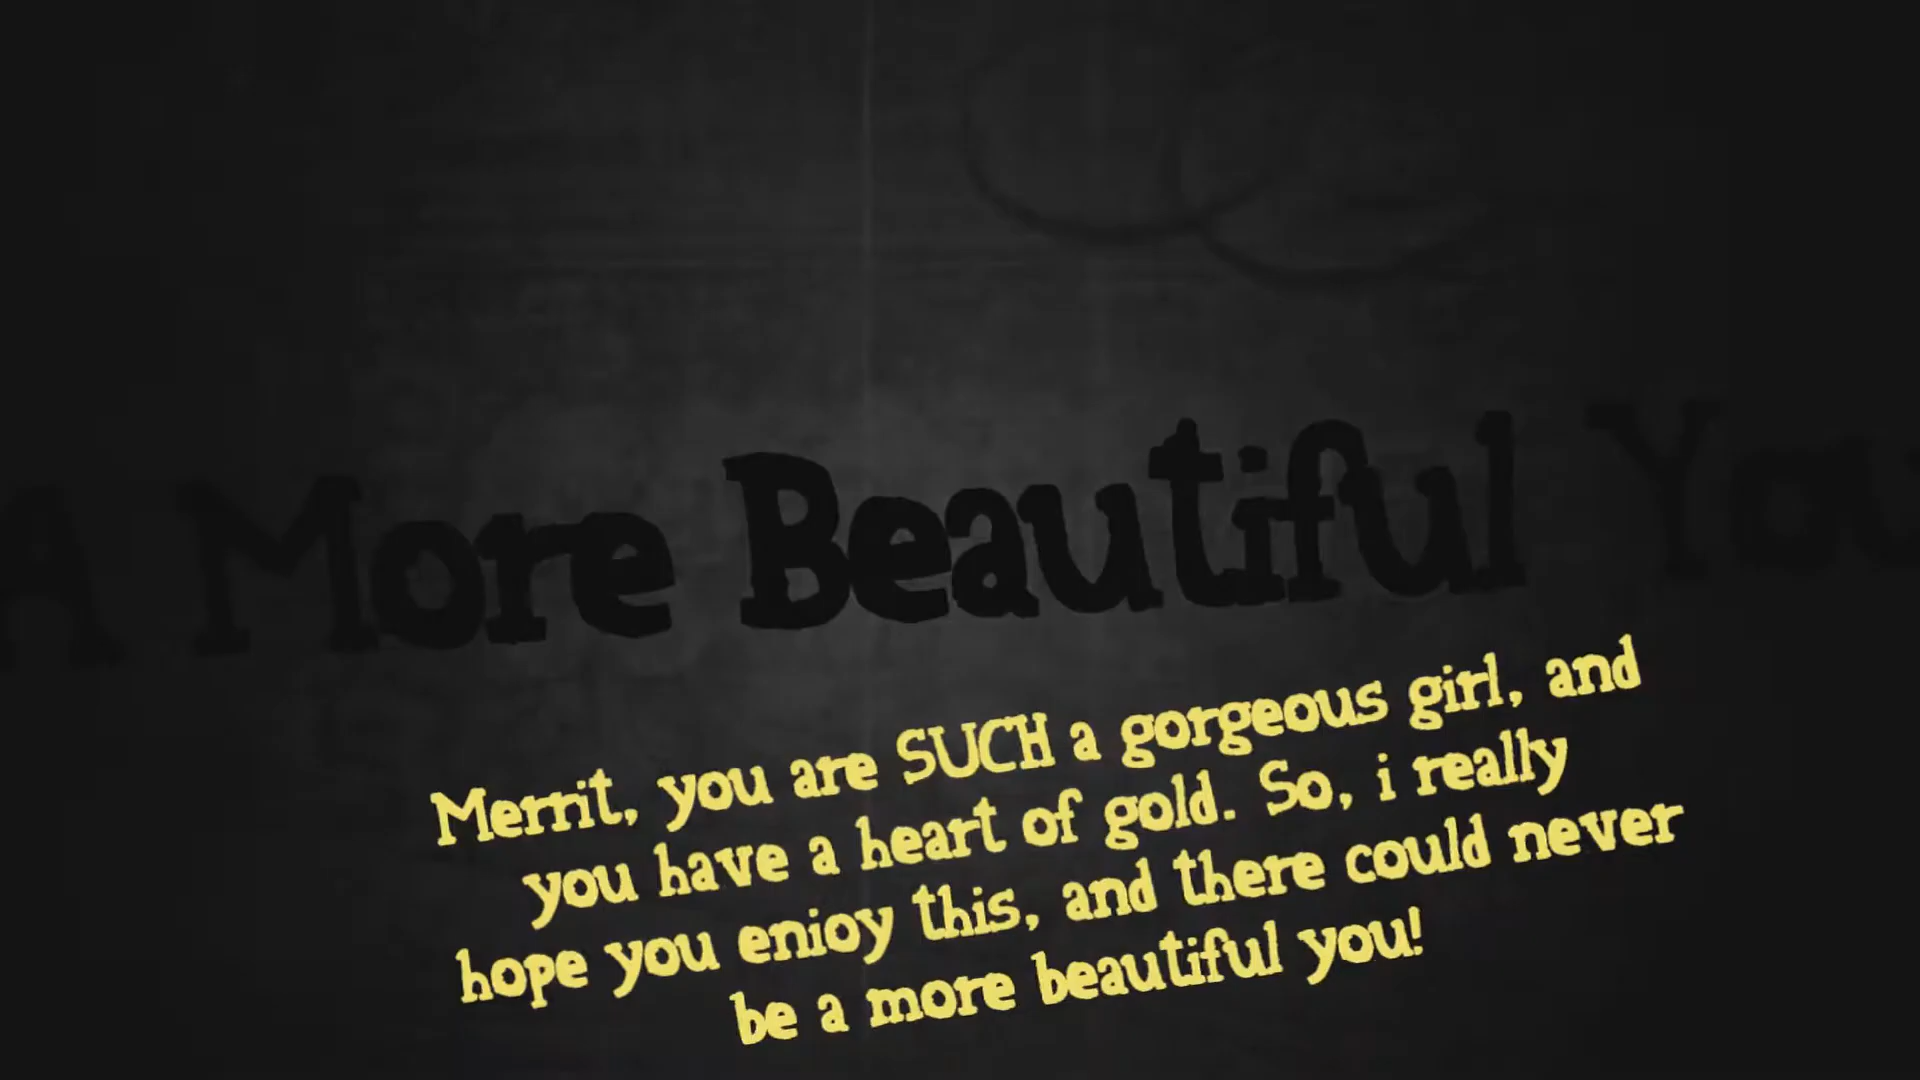 A More Beautiful You
Merrit, you are SUCH a gorgeous girl, and
you have a heart of gold. So, i really
hope you enjoy this, and there could never
be a more beautiful you!